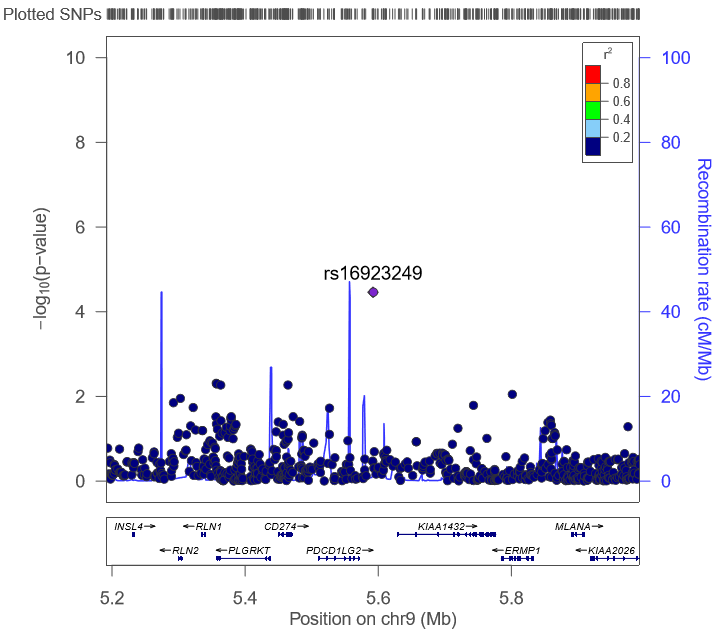 Plotted SNPs
10
8
6
4
2
0
−log10(p−value)
100
80
60
40
20
0
Recombination rate (cM/Mb)
r2
0.8
0.6
0.4
0.2
rs16923249
INSL4
RLN1
CD274
KIAA1432
MLANA
RLN2
PLGRKT
PDCD1LG2
ERMP1
KIAA2026
5.2
5.4
5.6
5.8
Position on chr9 (Mb)